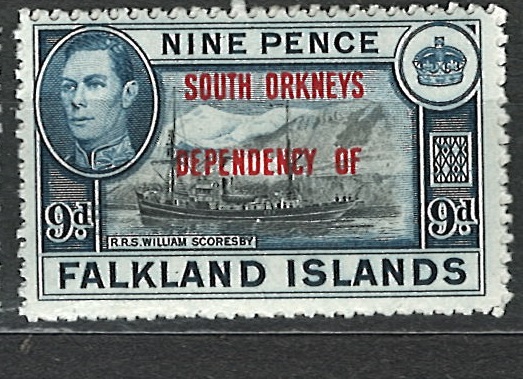 NINE PENCE
SOUTH ORKNEYS
DEPENDENCY OF
9d 9d
R.R.S. WILLIAM SCORESBY
FALKLAND ISLANDS